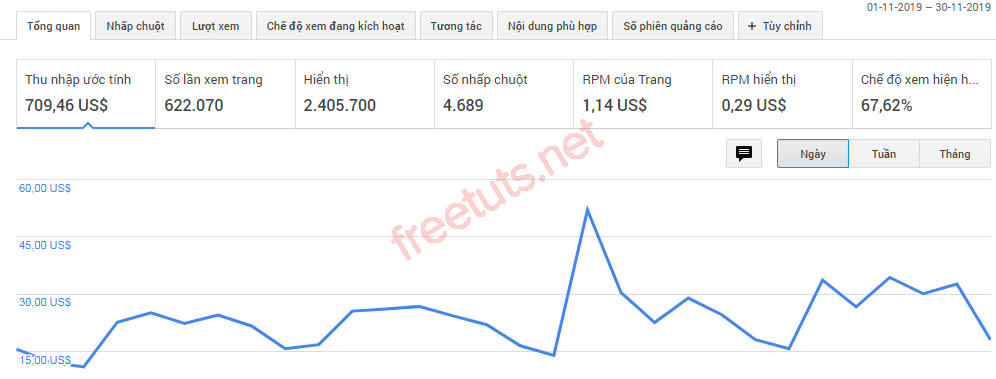 01-11-2019 – 30-11-2019
Tổng quan Nhấp chuột Lượt xem Chế độ xem đang kích hoạt Tương tác Nội dung phù hợp Số phiên quảng cáo + Tùy chỉnh
Thu nhập ước tính Số lần xem trang Hiển thị Số nhấp chuột RPM của Trang RPM hiển thị Chế độ xem hiện h...
709,46 US$ 622.070 2.405.700 4.689 1,14 US$ 0,29 US$ 67,62%
Ngày Tuần Tháng
60,00 US$
45,00 US$
30,00 US$
15,00 US$
freetuts.net